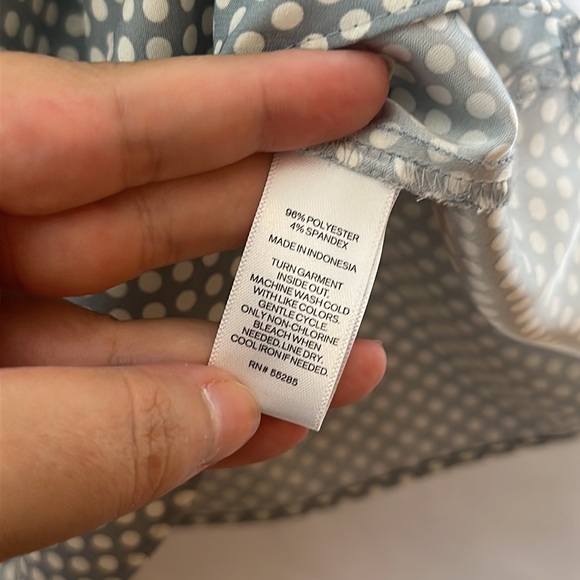 96% POLYESTER
4% SPANDEX
MADE IN INDONESIA
TURN GARMENT
INSIDE OUT.
MACHINE WASH COLD
WITH LIKE COLORS.
GENTLE CYCLE.
ONLY NON-CHLORINE
BLEACH WHEN
NEEDED. LINE DRY.
COOL IRON IF NEEDED.
RN# 55285